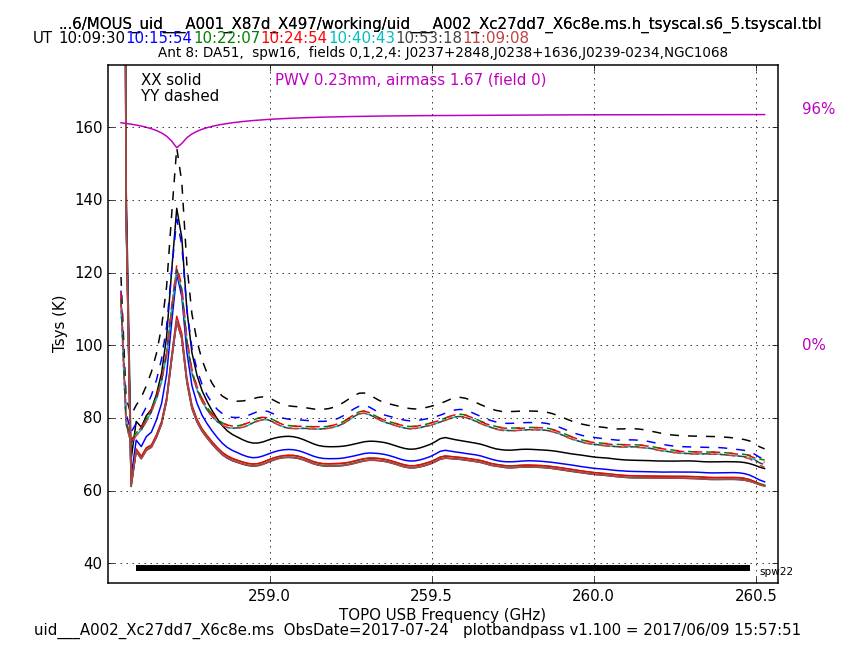 ...6/MOUS_uid___A001_X87d_X497/working/uid___A002_Xc27dd7_X6c8e.ms.h_tsyscal.s6_5.tsyscal.tbl
UT 10:09:30 10:15:54 10:22:07 10:24:54 10:40:43 10:53:18 11:09:08
Ant 8: DA51,  spw16,  fields 0,1,2,4: J0237+2848,J0238+1636,J0239-0234,NGC1068
XX solid
PWV 0.23mm, airmass 1.67 (field 0)
YY dashed
96%
160
140
120
Tsys (K)
100
0%
80
60
40
spw22
259.0 259.5 260.0 260.5
TOPO USB Frequency (GHz)
uid___A002_Xc27dd7_X6c8e.ms  ObsDate=2017-07-24   plotbandpass v1.100 = 2017/06/09 15:57:51